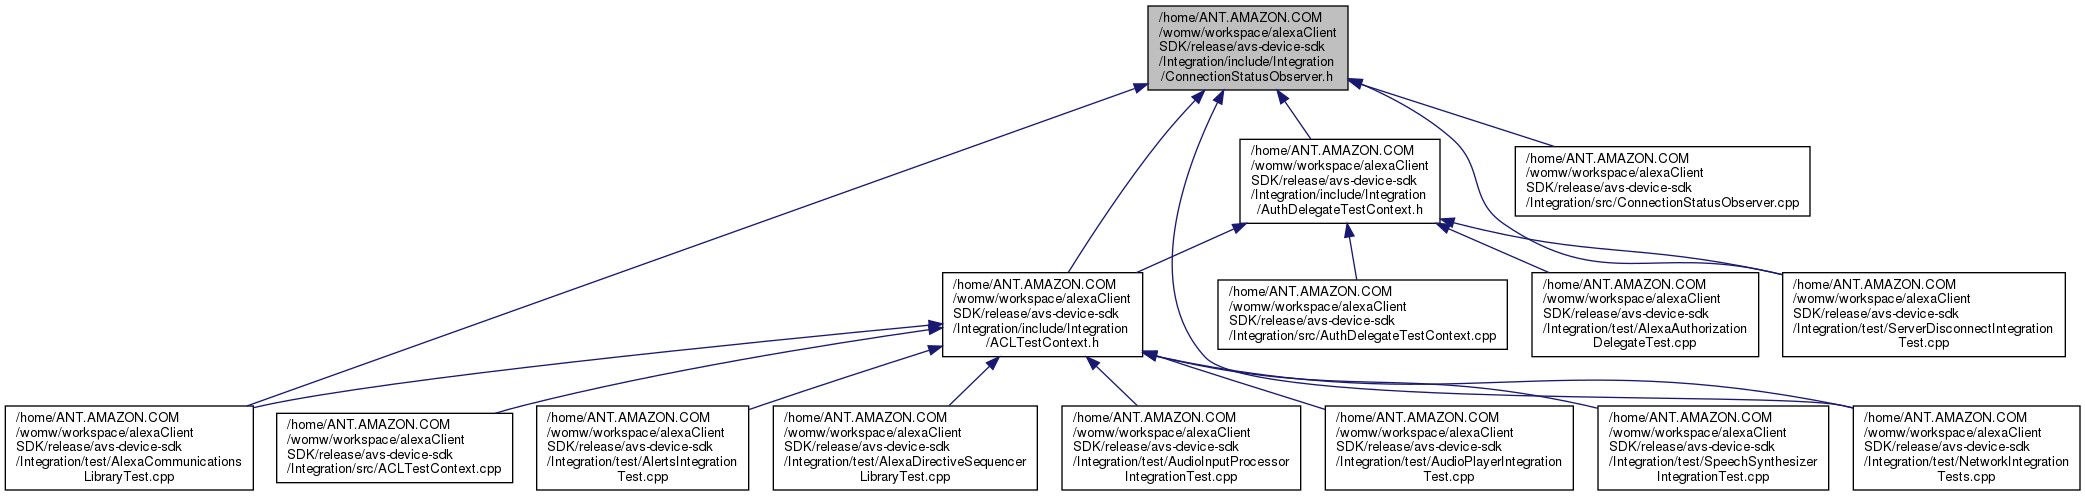 /home/ANT.AMAZON.COM
/womw/workspace/alexaClient
SDK/release/avs-device-sdk
/Integration/include/Integration
/ConnectionStatusObserver.h
/home/ANT.AMAZON.COM
/womw/workspace/alexaClient
SDK/release/avs-device-sdk
/Integration/include/Integration
/AuthDelegateTestContext.h
/home/ANT.AMAZON.COM
/womw/workspace/alexaClient
SDK/release/avs-device-sdk
/Integration/src/ConnectionStatusObserver.cpp
/home/ANT.AMAZON.COM
/womw/workspace/alexaClient
SDK/release/avs-device-sdk
/Integration/include/Integration
/ACLTestContext.h
/home/ANT.AMAZON.COM
/womw/workspace/alexaClient
SDK/release/avs-device-sdk
/Integration/src/AuthDelegateTestContext.cpp
/home/ANT.AMAZON.COM
/womw/workspace/alexaClient
SDK/release/avs-device-sdk
/Integration/test/AlexaAuthorization
DelegateTest.cpp
/home/ANT.AMAZON.COM
/womw/workspace/alexaClient
SDK/release/avs-device-sdk
/Integration/test/ServerDisconnectIntegration
Test.cpp
/home/ANT.AMAZON.COM
/womw/workspace/alexaClient
SDK/release/avs-device-sdk
/Integration/test/AlexaCommunications
LibraryTest.cpp
/home/ANT.AMAZON.COM
/womw/workspace/alexaClient
SDK/release/avs-device-sdk
/Integration/src/ACLTestContext.cpp
/home/ANT.AMAZON.COM
/womw/workspace/alexaClient
SDK/release/avs-device-sdk
/Integration/test/AlertsIntegration
Test.cpp
/home/ANT.AMAZON.COM
/womw/workspace/alexaClient
SDK/release/avs-device-sdk
/Integration/test/AlexaDirectiveSequencer
LibraryTest.cpp
/home/ANT.AMAZON.COM
/womw/workspace/alexaClient
SDK/release/avs-device-sdk
/Integration/test/AudioInputProcessor
IntegrationTest.cpp
/home/ANT.AMAZON.COM
/womw/workspace/alexaClient
SDK/release/avs-device-sdk
/Integration/test/AudioPlayerIntegration
Test.cpp
/home/ANT.AMAZON.COM
/womw/workspace/alexaClient
SDK/release/avs-device-sdk
/Integration/test/SpeechSynthesizer
IntegrationTest.cpp
/home/ANT.AMAZON.COM
/womw/workspace/alexaClient
SDK/release/avs-device-sdk
/Integration/test/NetworkIntegration
Tests.cpp